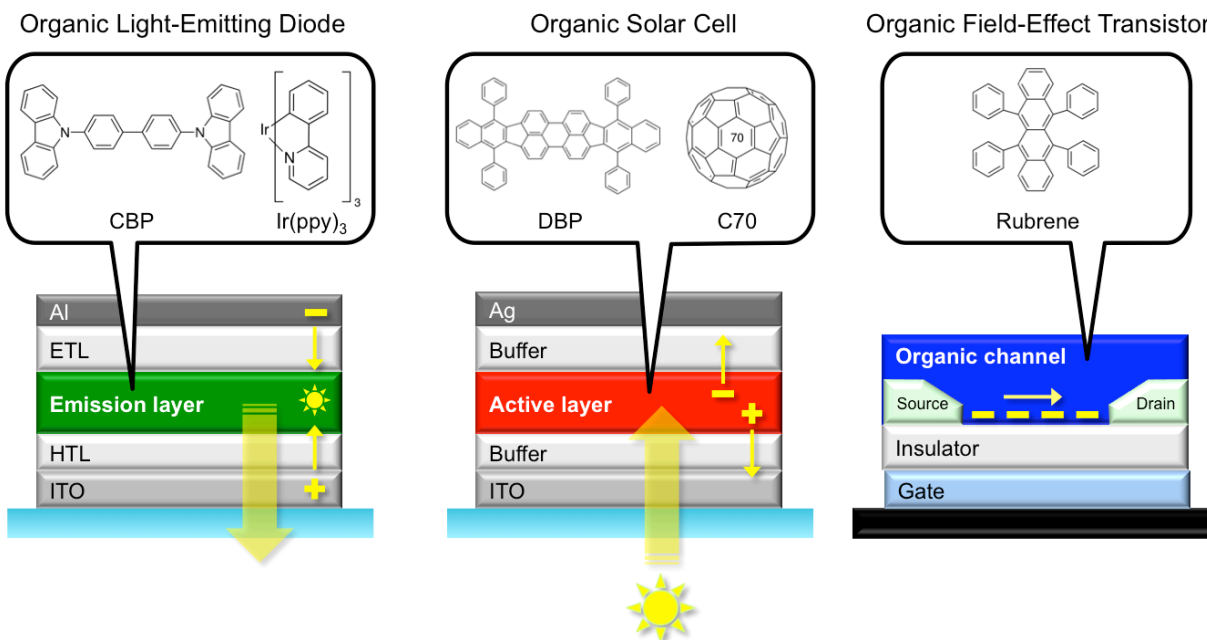 Organic Light-Emitting Diode
N
N
Ir
N
3
CBP
Ir(ppy)3
Al
ETL
Emission layer
HTL
ITO
Organic Solar Cell
70
DBP
C70
Ag
Buffer
Active layer
Buffer
ITO
Organic Field-Effect Transistor
Rubrene
Organic channel
Source
Drain
Insulator
Gate